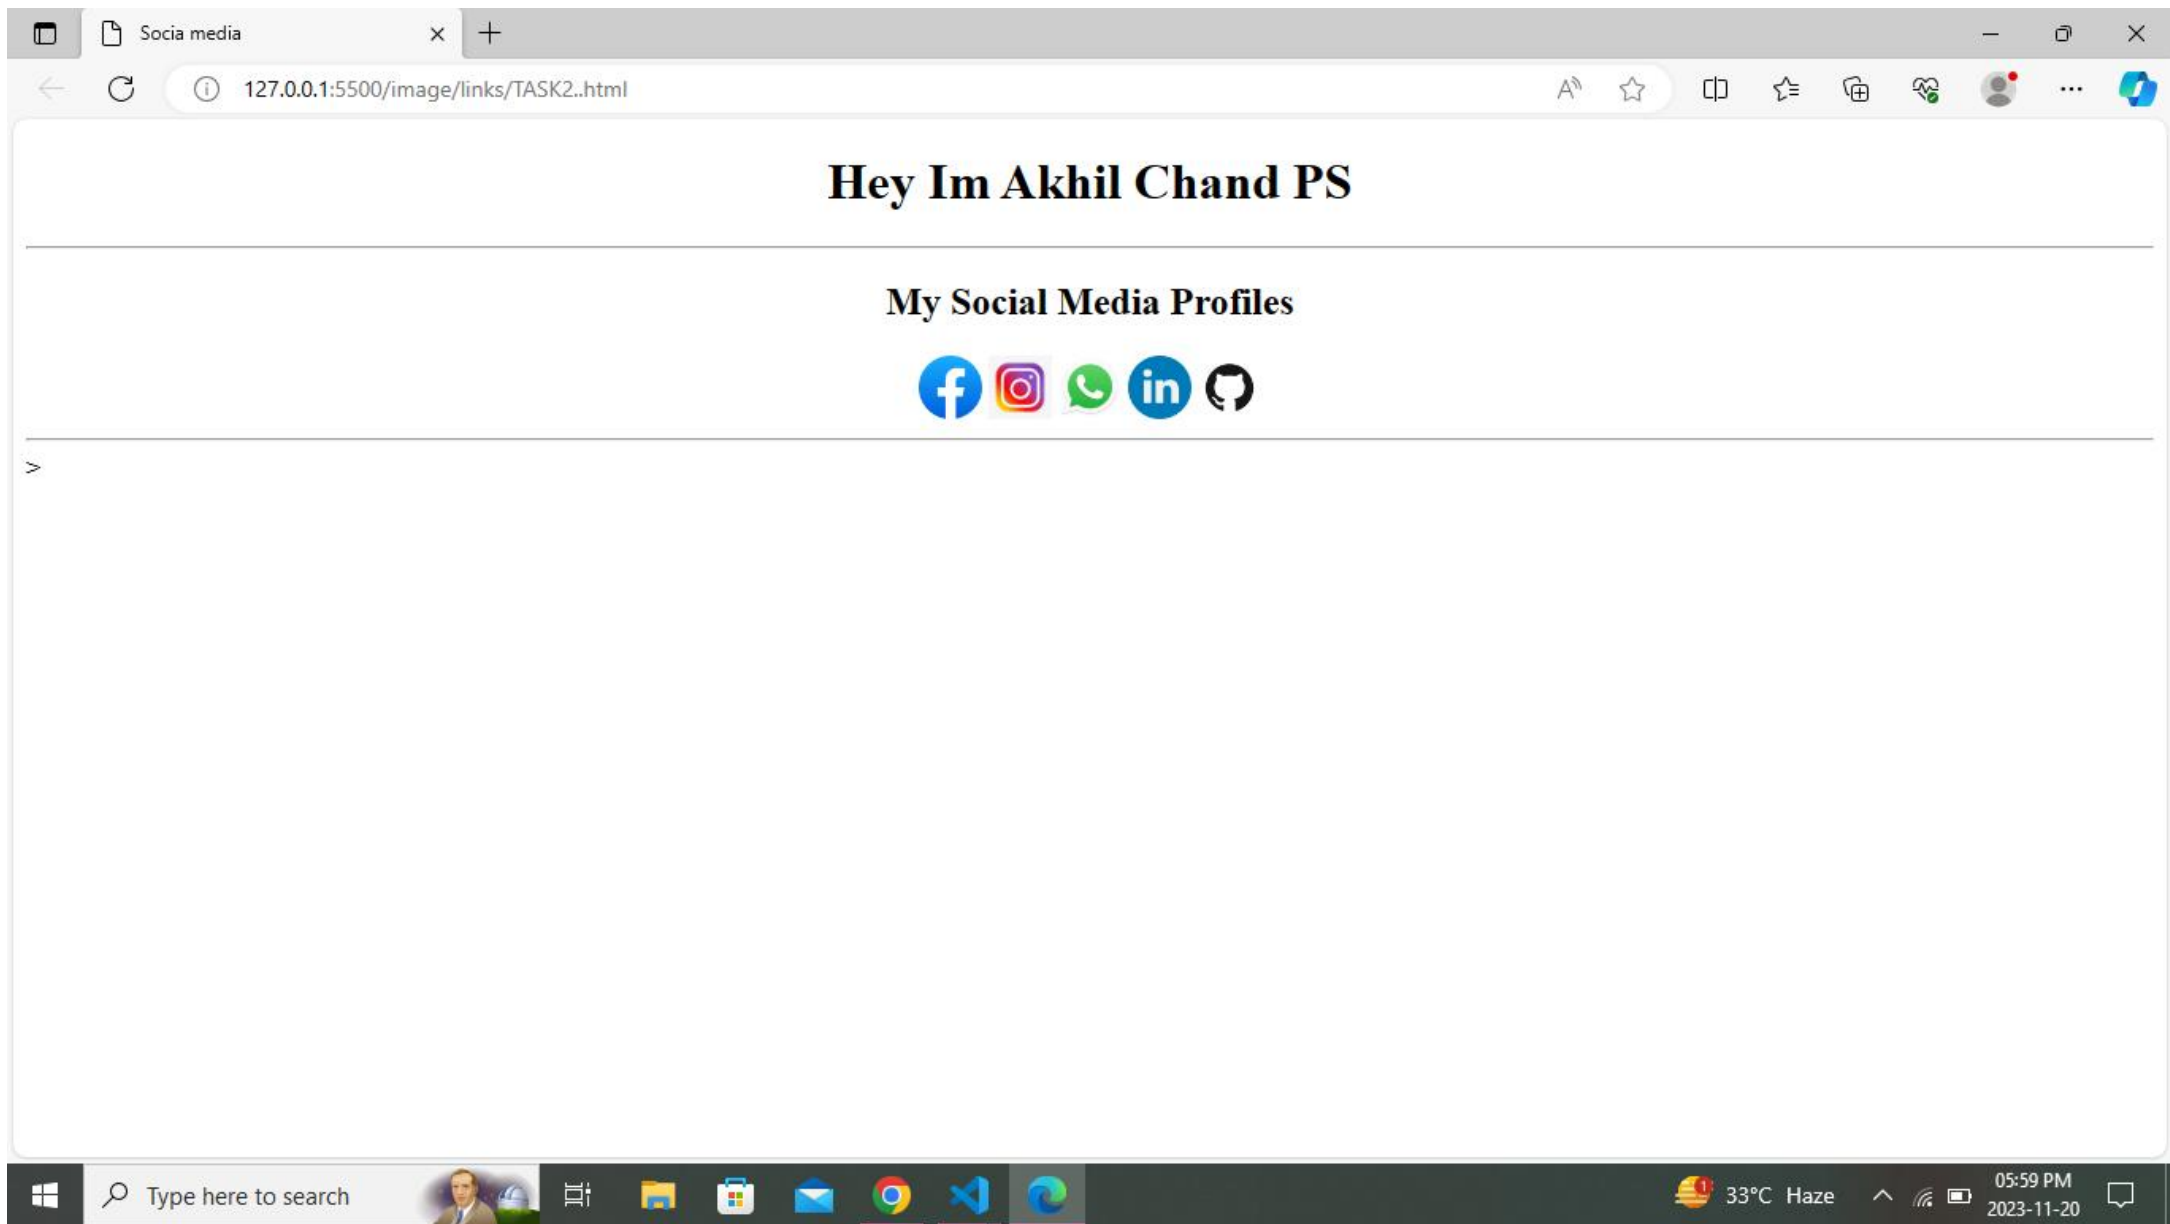 Socia media
127.0.0.1:5500/image/links/TASK2..html
Hey Im Akhil Chand PS
My Social Media Profiles
>
Type here to search
1
33°C Haze
05:59 PM
2023-11-20